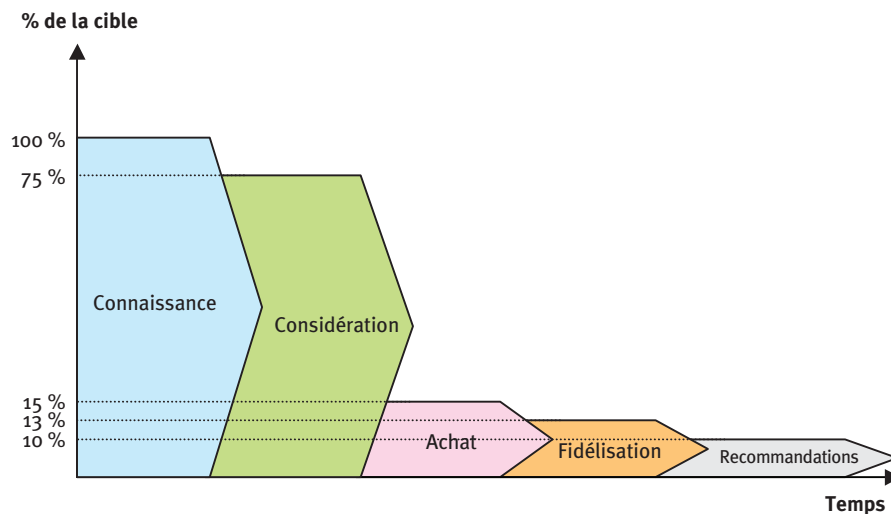 % de la cible
100 %
75 %
Connaissance
Considération
15 %
13 %
10 %
Achat
Fidélisation
Recommandations
Temps